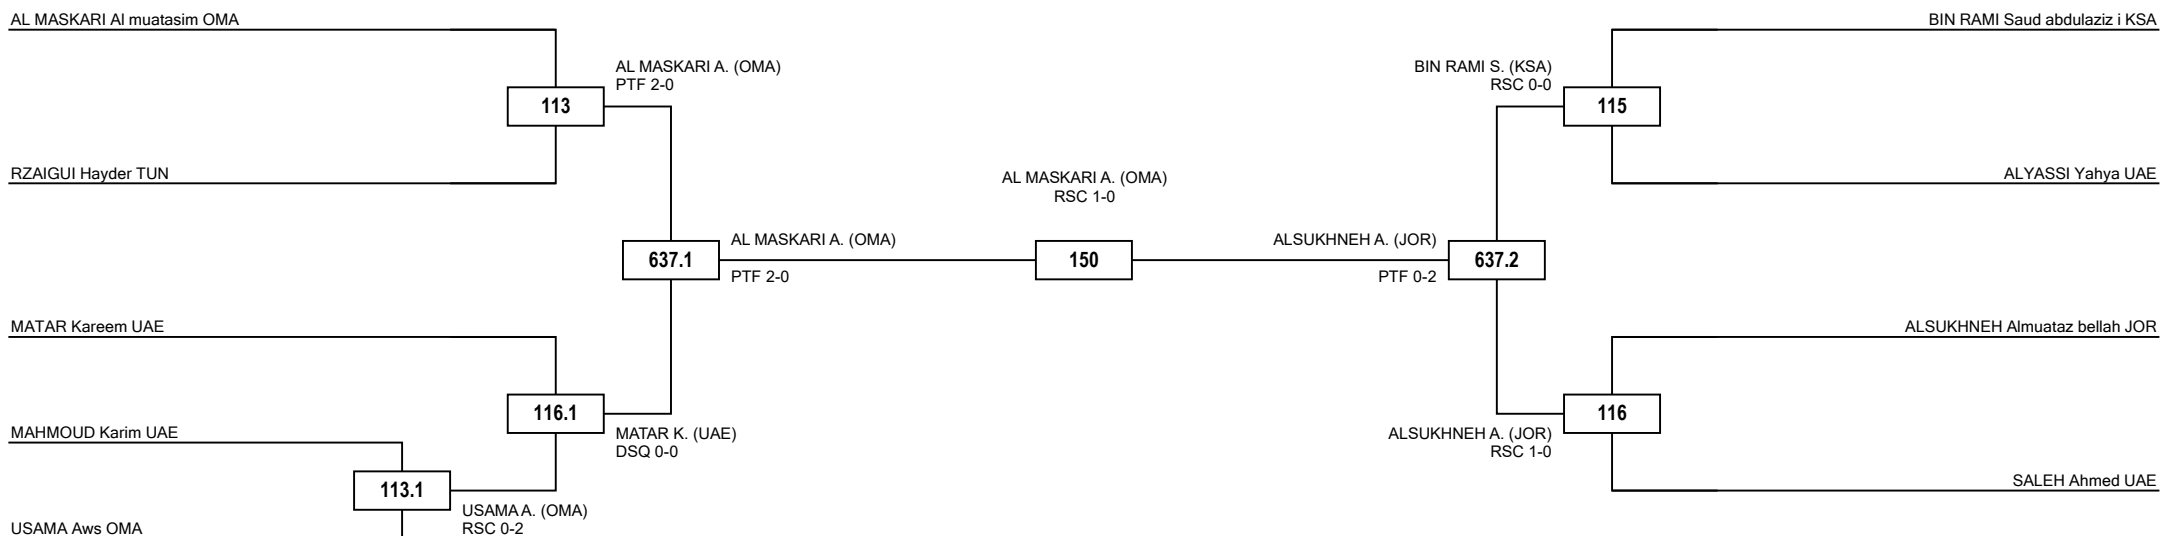 AL MASKARI Al muatasim OMA
BIN RAMI Saud abdulaziz i KSA
AL MASKARI A. (OMA)
PTF 2-0
BIN RAMI S. (KSA)
RSC 0-0
113
115
RZAIGUI Hayder TUN
ALYASSI Yahya UAE
AL MASKARI A. (OMA)
RSC 1-0
637.1
AL MASKARI A. (OMA)
PTF 2-0
150
ALSUKHNEH A. (JOR)
PTF 0-2
637.2
MATAR Kareem UAE
ALSUKHNEH Almuataz bellah JOR
116.1
116
MAHMOUD Karim UAE
MATAR K. (UAE)
DSQ 0-0
ALSUKHNEH A. (JOR)
RSC 1-0
113.1
SALEH Ahmed UAE
USAMA A. (OMA)
RSC 0-2
USAMA Aws OMA